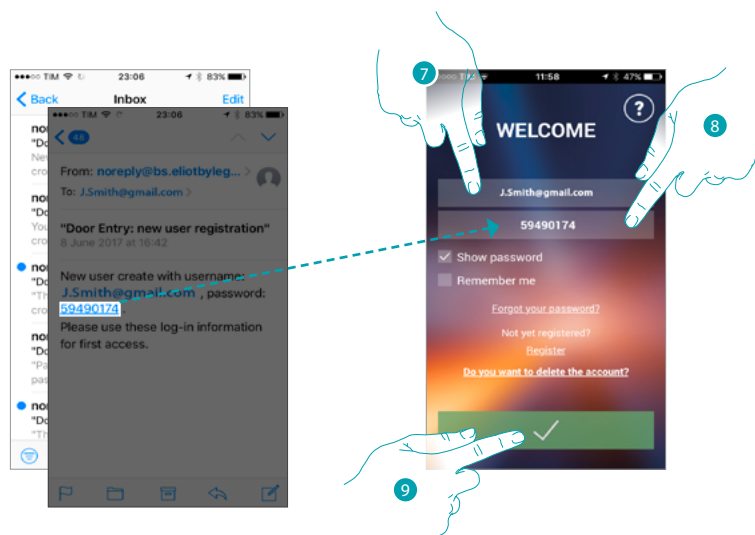 TIM 23:06 83%
Back Inbox Edit
TIM 23:06 83%
48
From: noreply@bs.eliotbyleg...
To: J.Smith@gmail.com
"Door Entry: new user registration"
8 June 2017 at 16:42
New user create with username:
J.Smith@gmail.com , password:
59490174 .
Please use these log-in information
for first access.
7
11:58 47%
?
WELCOME
8
J.Smith@gmail.com
59490174
Show password
Remember me
Forgot your password?
Not yet registered?
Register
Do you want to delete the account?
9